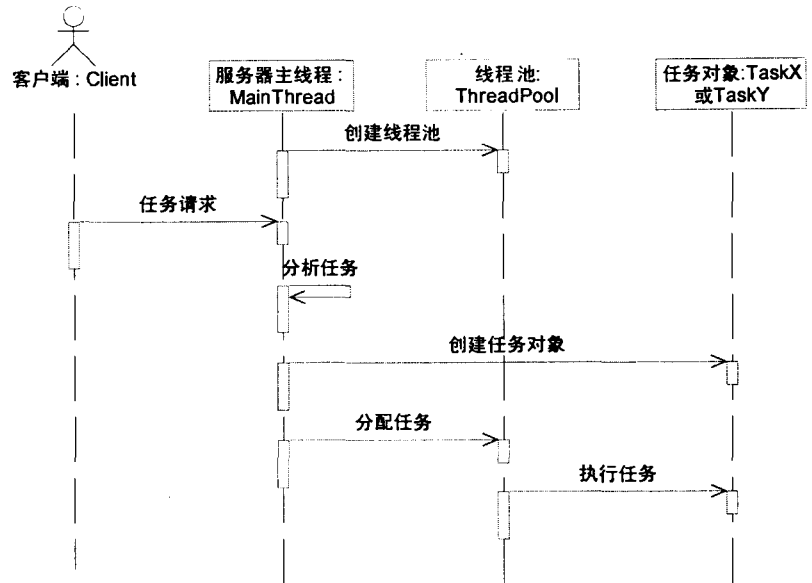 客户端 : Client
服务器主线程 :
MainThread
线程池:
ThreadPool
任务对象:TaskX
或TaskY
创建线程池
任务请求
分析任务
创建任务对象
分配任务
执行任务